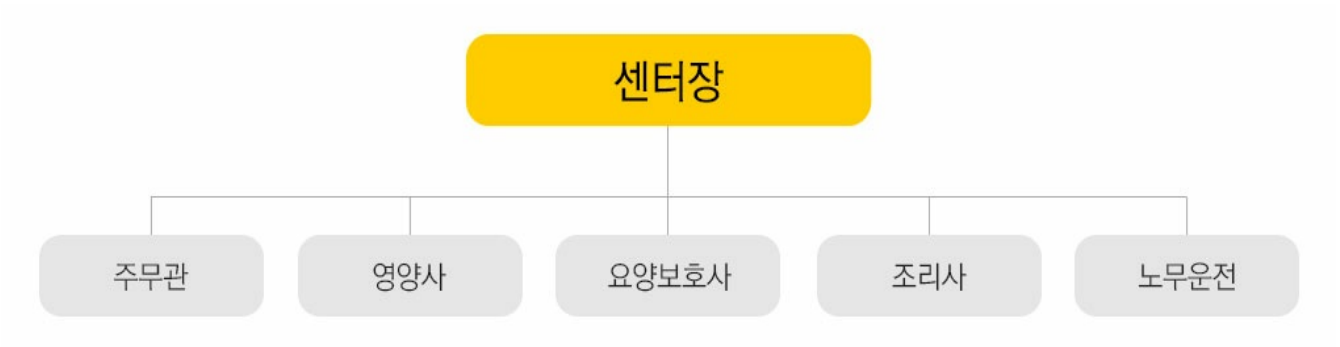 센터장
주무관
영양사
요양보호사
조리사
노무운전